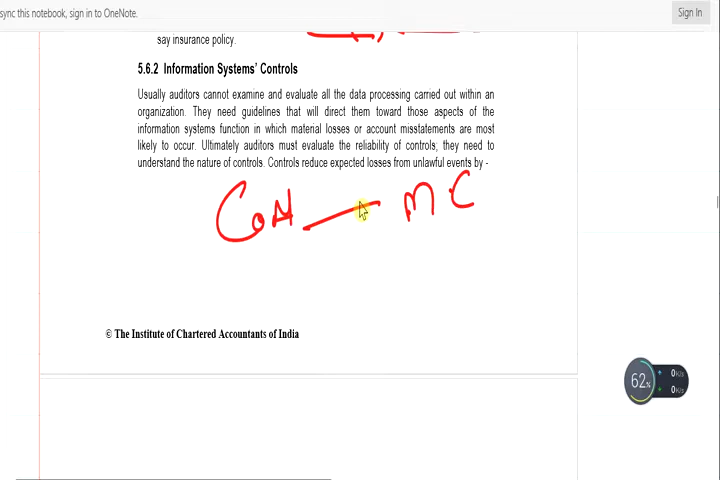 sync this notebook, sign in to OneNote.
Sign In
say insurance policy.
5.6.2 Information Systems' Controls
Usually auditors cannot examine and evaluate all the data processing carried out within an
organization. They need guidelines that will direct them toward those aspects of the
information systems function in which material losses or account misstatements are most
likely to occur. Ultimately auditors must evaluate the reliability of controls; they need to
understand the nature of controls. Controls reduce expected losses from unlawful events by -
MC
© The Institute of Chartered Accountants of India
62%
+ 0K/s
0K/s